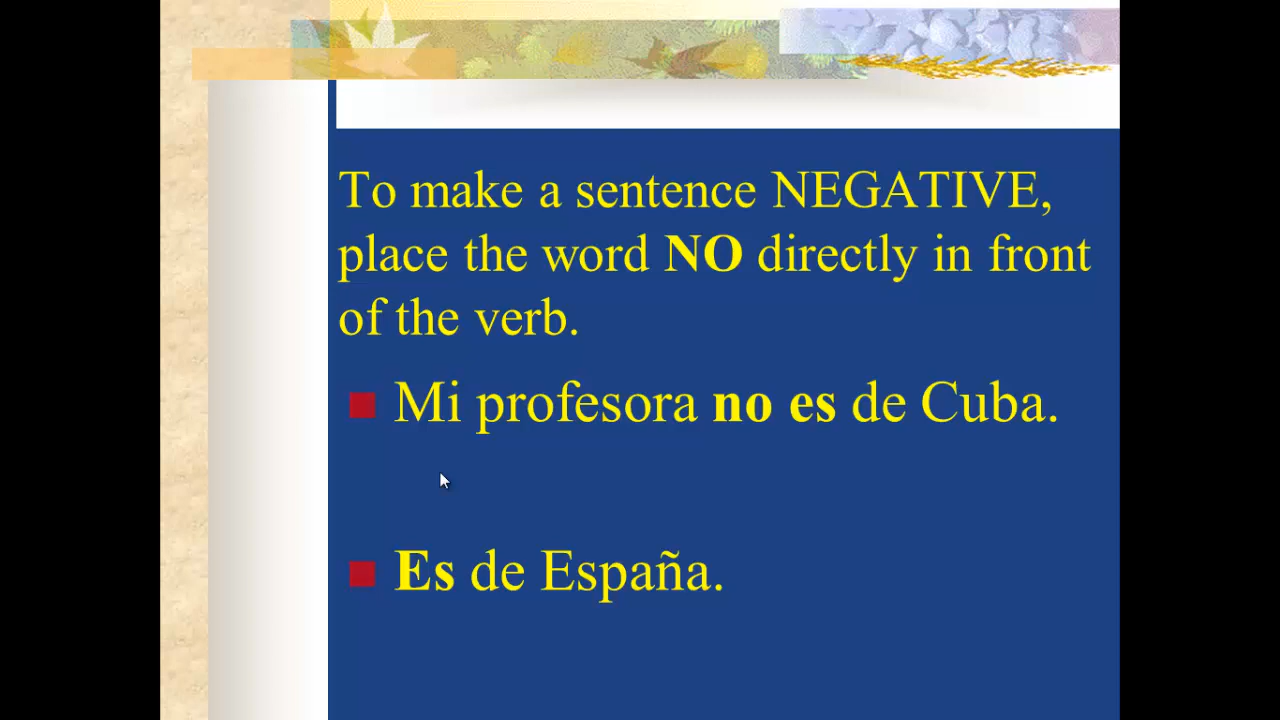 To make a sentence NEGATIVE,
place the word NO directly in front
of the verb.
Mi profesora no es de Cuba.
Es de España.